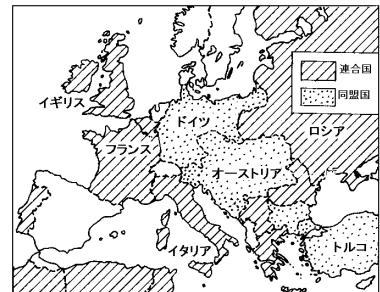 連合国
同盟国
イギリス
ドイツ
ロシア
フランス
オーストリア
イタリア
トルコ